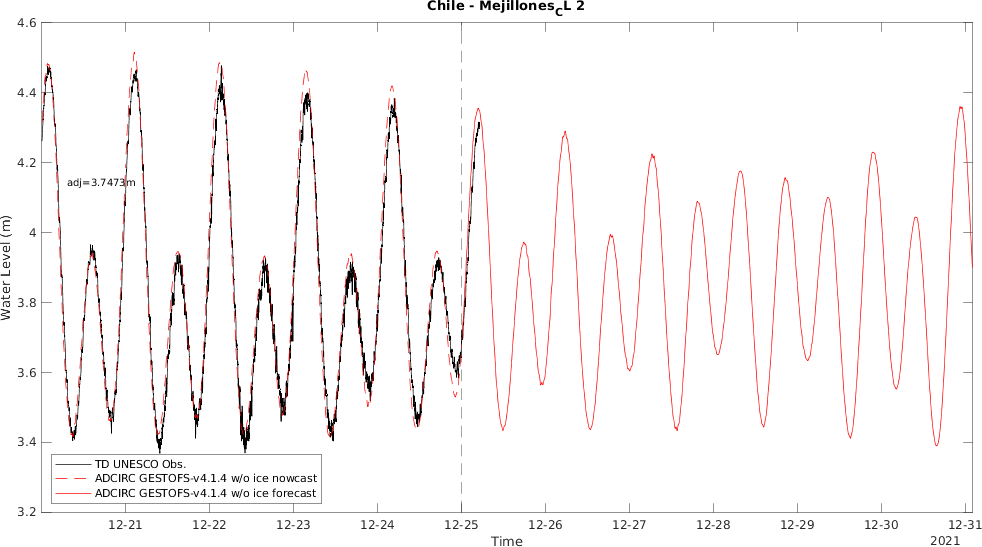 Chile - Mejillones_CL 2
4.6
4.4
4.2
4
3.8
3.6
3.4
3.2
Water Level (m)
adj=3.7473m
TD UNESCO Obs.
ADCIRC GESTOFS-v4.1.4 w/o ice nowcast
ADCIRC GESTOFS-v4.1.4 w/o ice forecast
12-21 12-22 12-23 12-24 12-25 12-26 12-27 12-28 12-29 12-30 12-31
Time
2021